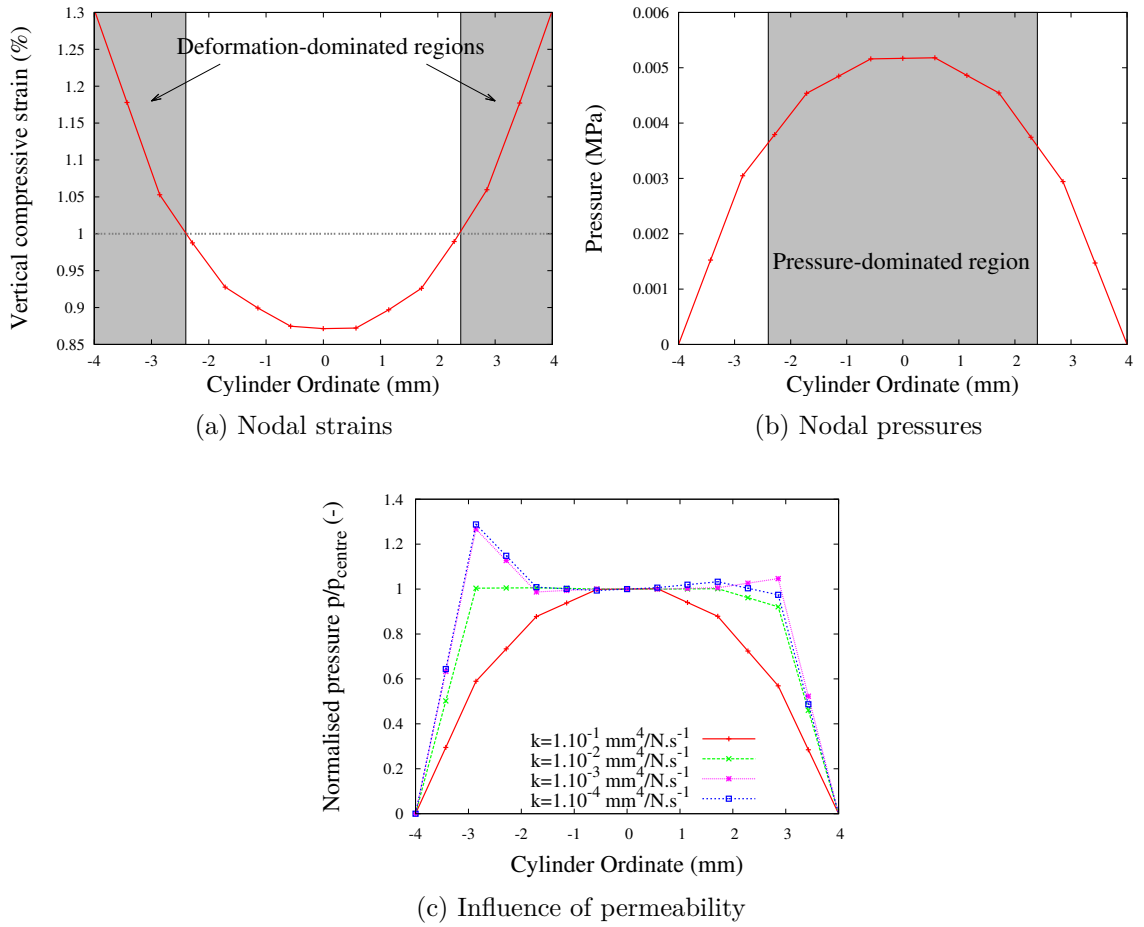 1.3
1.25
1.2
1.15
1.1
1.05
1
0.95
0.9
0.85
-4 -3 -2 -1 0 1 2 3 4
Vertical compressive strain (%)
Cylinder Ordinate (mm)
Deformation-dominated regions
(a) Nodal strains
0.006
0.005
0.004
0.003
0.002
0.001
0
-4 -3 -2 -1 0 1 2 3 4
Pressure (MPa)
Cylinder Ordinate (mm)
Pressure-dominated region
(b) Nodal pressures
1.4
1.2
1
0.8
0.6
0.4
0.2
0
-4 -3 -2 -1 0 1 2 3 4
Normalised pressure p/p_centre (-)
Cylinder Ordinate (mm)
k=1.10^-1 mm^4/N.s^-1
k=1.10^-2 mm^4/N.s^-1
k=1.10^-3 mm^4/N.s^-1
k=1.10^-4 mm^4/N.s^-1
(c) Influence of permeability